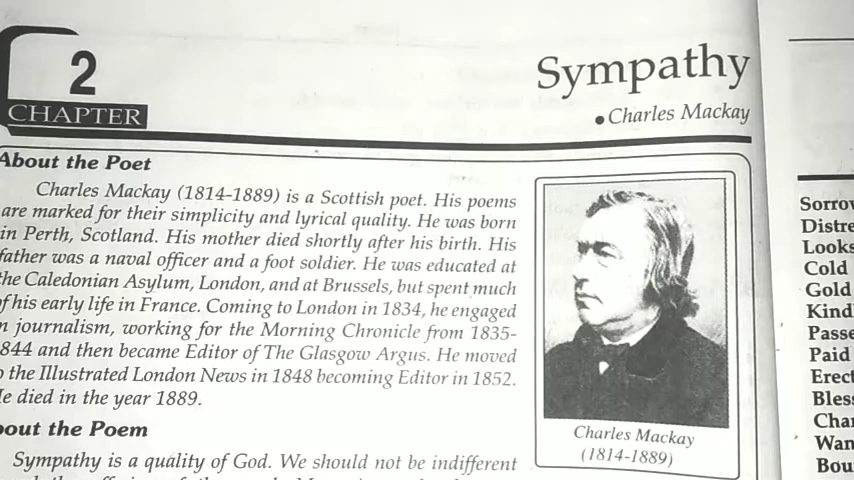 2
CHAPTER
Sympathy
• Charles Mackay
About the Poet
Charles Mackay (1814-1889) is a Scottish poet. His poems
are marked for their simplicity and lyrical quality. He was born
in Perth, Scotland. His mother died shortly after his birth. His
father was a naval officer and a foot soldier. He was educated at
the Caledonian Asylum, London, and at Brussels, but spent much
of his early life in France. Coming to London in 1834, he engaged
n journalism, working for the Morning Chronicle from 1835-
844 and then became Editor of The Glasgow Argus. He moved
o the Illustrated London News in 1848 becoming Editor in 1852.
He died in the year 1889.
Charles Mackay
(1814-1889)
bout the Poem
Sympathy is a quality of God. We should not be indifferent
Sorrow
Distre
Looks
Cold
Gold
Kind
Passe
Paid
Erect
Bless
Char
Wan
Bou